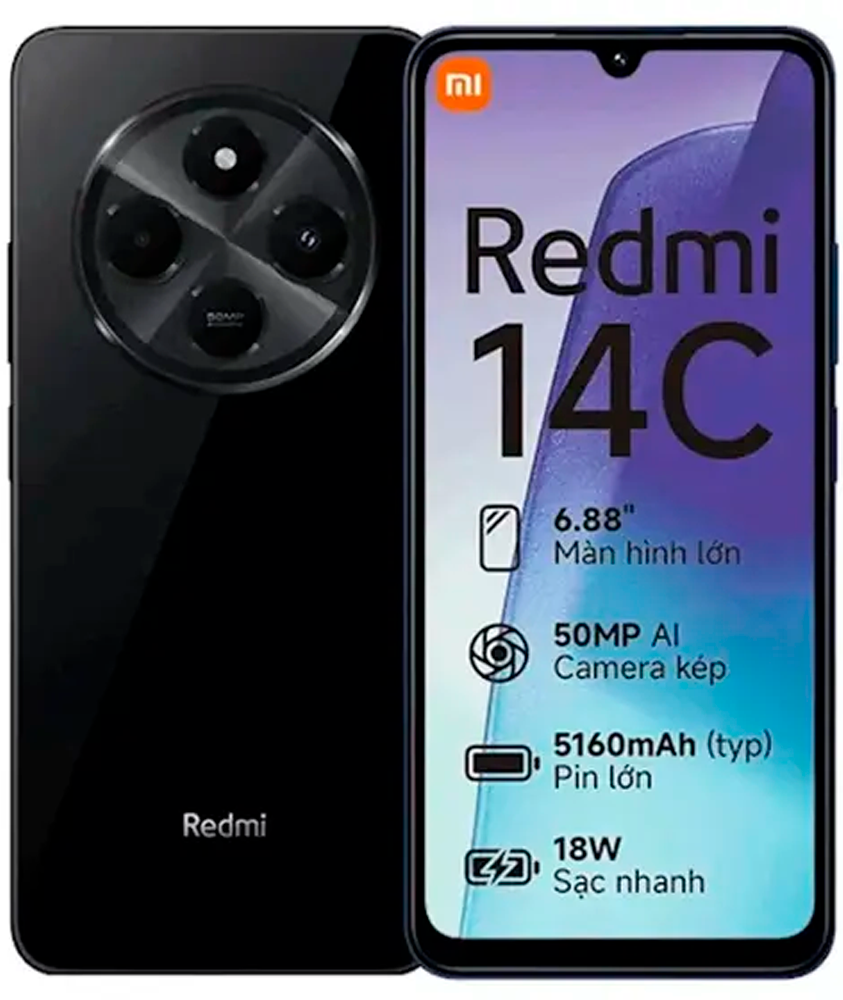 50MP
Redmi
mi
Redmi
14C
6.88"
Màn hình lớn
50MP AI
Camera kép
5160mAh (typ)
Pin lớn
18W
Sạc nhanh